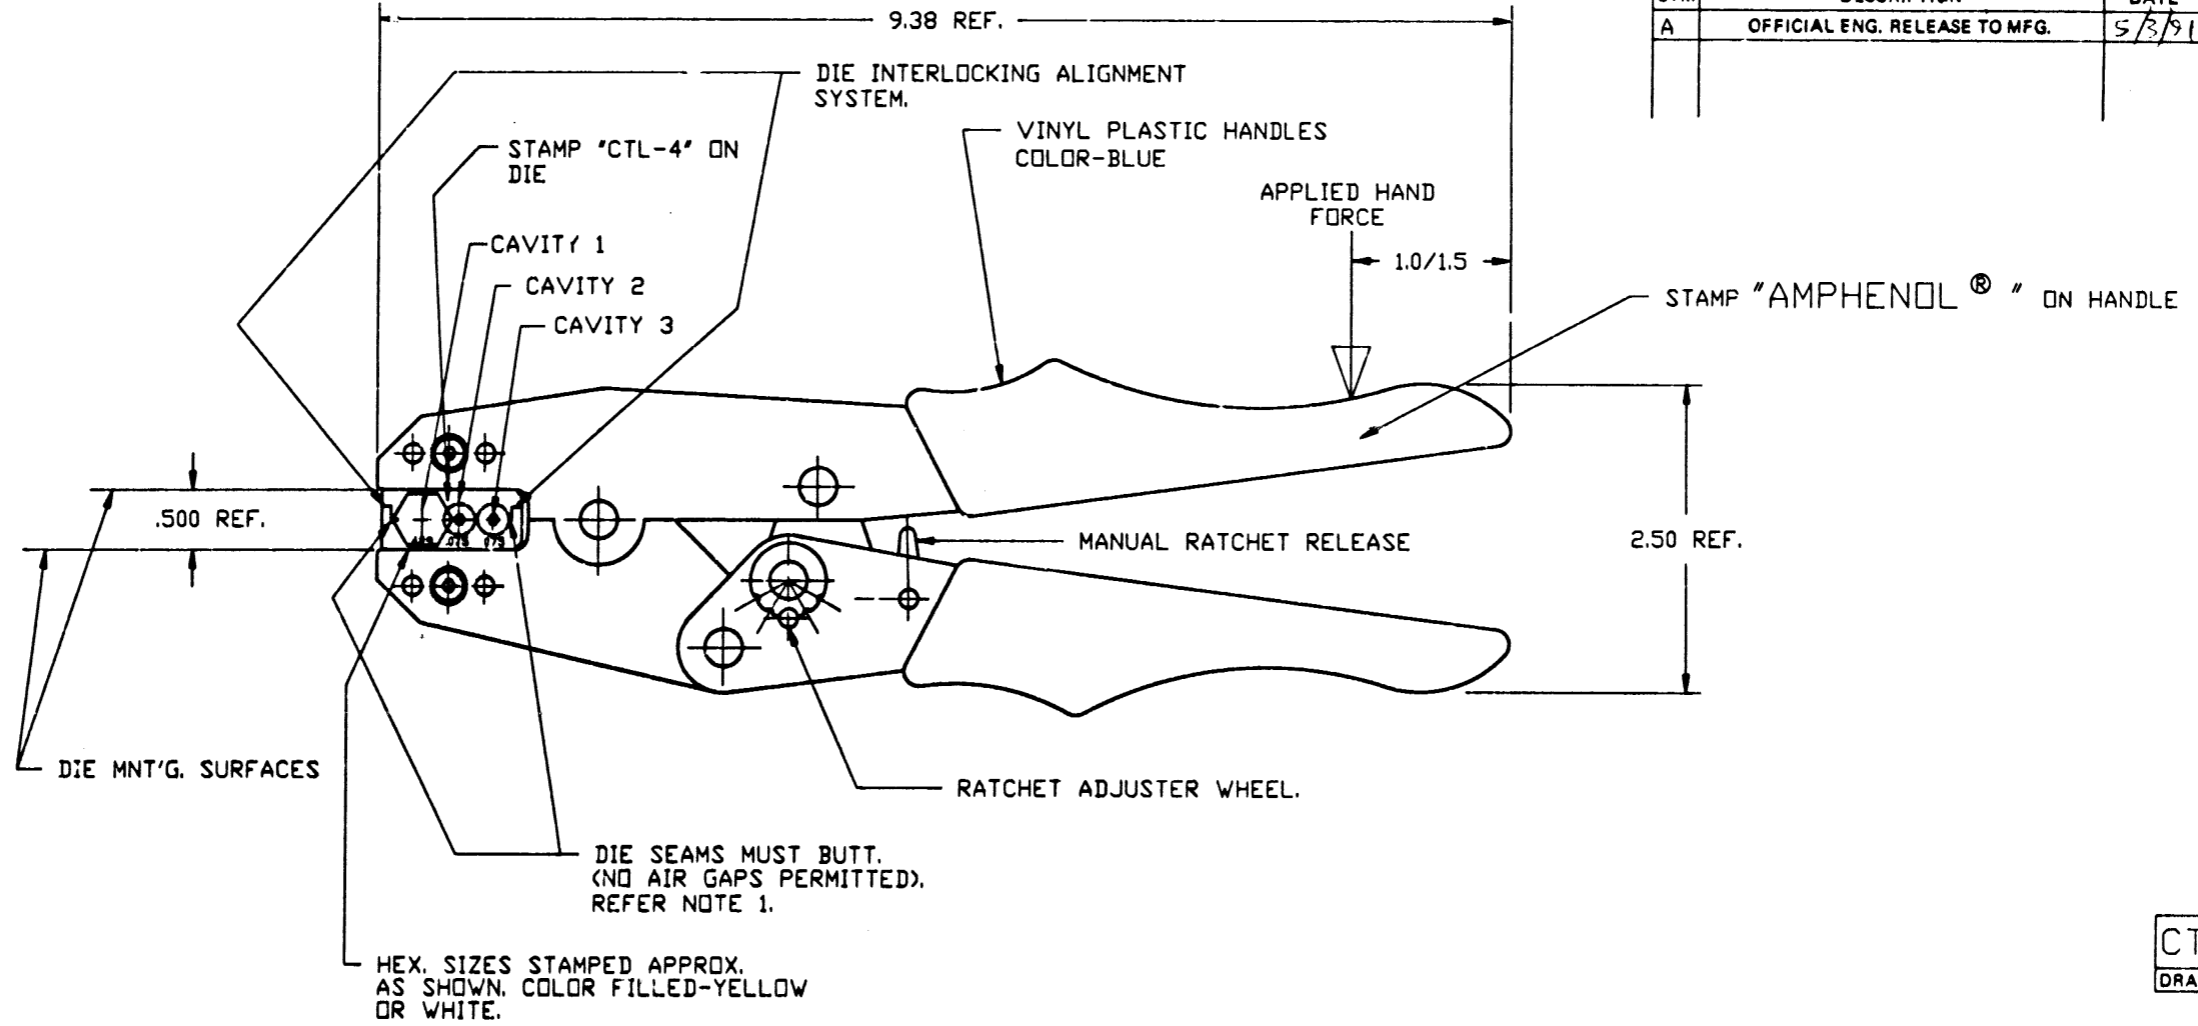 9.38 REF.
DATE
A OFFICIAL ENG. RELEASE TO MFG. 5/3/91
DIE INTERLOCKING ALIGNMENT
SYSTEM.
STAMP "CTL-4" ON
DIE
VINYL PLASTIC HANDLES
COLOR-BLUE
APPLIED HAND
FORCE
CAVITY 1
CAVITY 2
CAVITY 3
1.0/1.5
STAMP "AMPHENOL ® " ON HANDLE
.500 REF.
MANUAL RATCHET RELEASE
2.50 REF.
DIE MNT'G. SURFACES
RATCHET ADJUSTER WHEEL.
DIE SEAMS MUST BUTT.
(NO AIR GAPS PERMITTED).
REFER NOTE 1.
HEX. SIZES STAMPED APPROX.
AS SHOWN. COLOR FILLED-YELLOW
OR WHITE.
CT
DRA